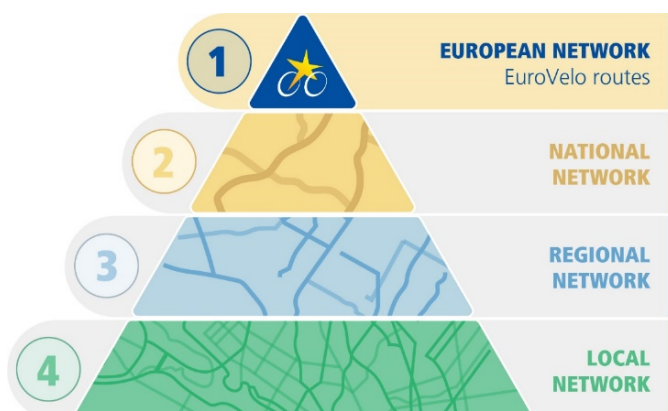 1
EUROPEAN NETWORK
EuroVelo routes
2
NATIONAL
NETWORK
3
REGIONAL
NETWORK
4
LOCAL
NETWORK